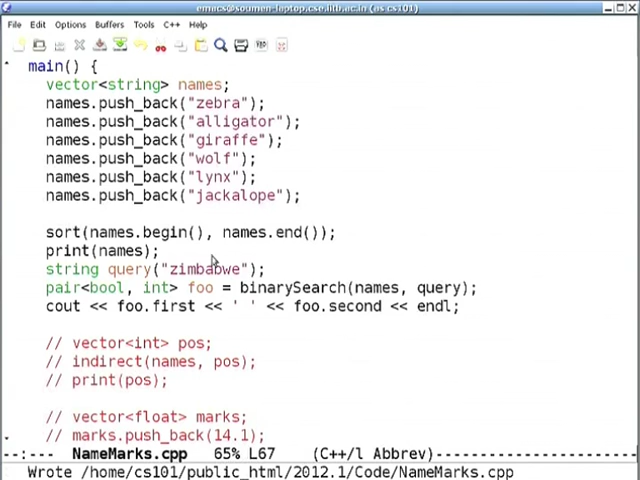 emacs@soumen-laptop.cse.iitb.ac.in (as cs101)
File Edit Options Buffers Tools C++ Help
main() {
vector<string> names;
names.push_back("zebra");
names.push_back("alligator");
names.push_back("giraffe");
names.push_back("wolf");
names.push_back("lynx");
names.push_back("jackalope");
sort(names.begin(), names.end());
print(names);
string query("zimbabwe");
pair<bool, int> foo = binarySearch(names, query);
cout << foo.first << ' ' << foo.second << endl;
// vector<int> pos;
// indirect(names, pos);
// print(pos);
// vector<float> marks;
// marks.push_back(14.1);
--:--- NameMarks.cpp 65% L67 (C++/l Abbrev)------------------------
Wrote /home/cs101/public_html/2012.1/Code/NameMarks.cpp